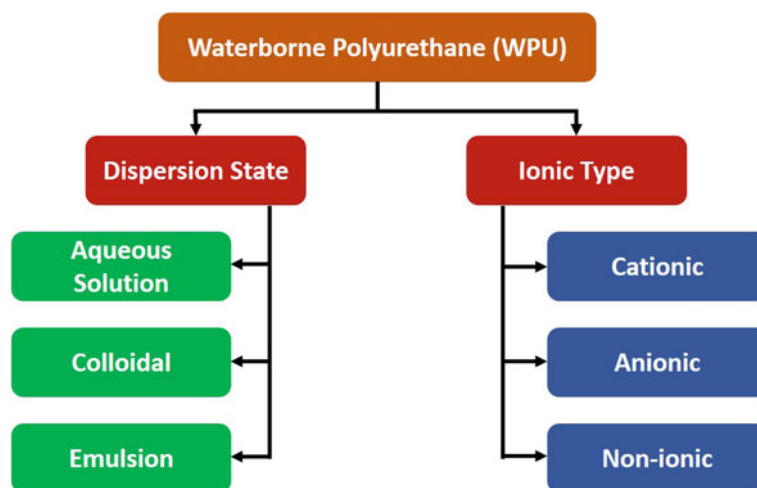 Waterborne Polyurethane (WPU)
Dispersion State
Ionic Type
Aqueous
Solution
Cationic
Colloidal
Anionic
Emulsion
Non-ionic